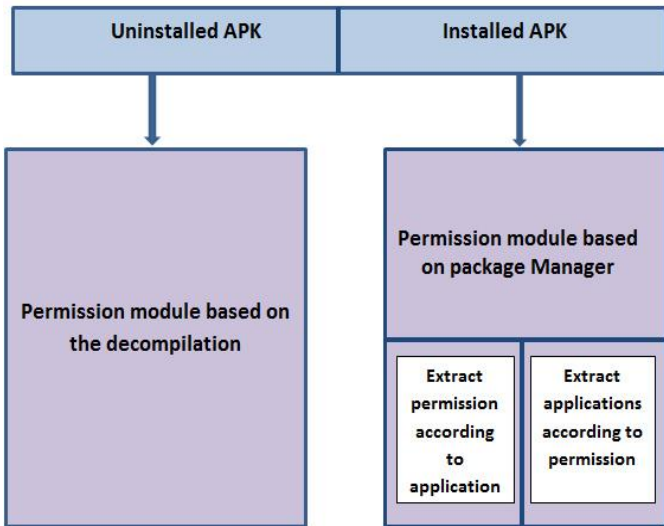 Uninstalled APK
Installed APK
Permission module based on
the decompilation
Permission module based
on package Manager
Extract
permission
according
to
application
Extract
applications
according to
permission